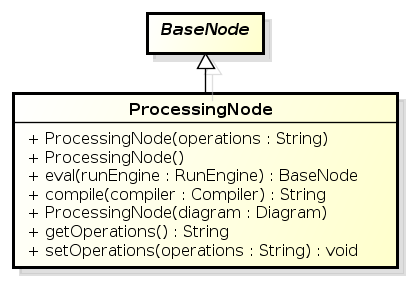 BaseNode
ProcessingNode
+ ProcessingNode(operations : String)
+ ProcessingNode()
+ eval(runEngine : RunEngine) : BaseNode
+ compile(compiler : Compiler) : String
+ ProcessingNode(diagram : Diagram)
+ getOperations() : String
+ setOperations(operations : String) : void